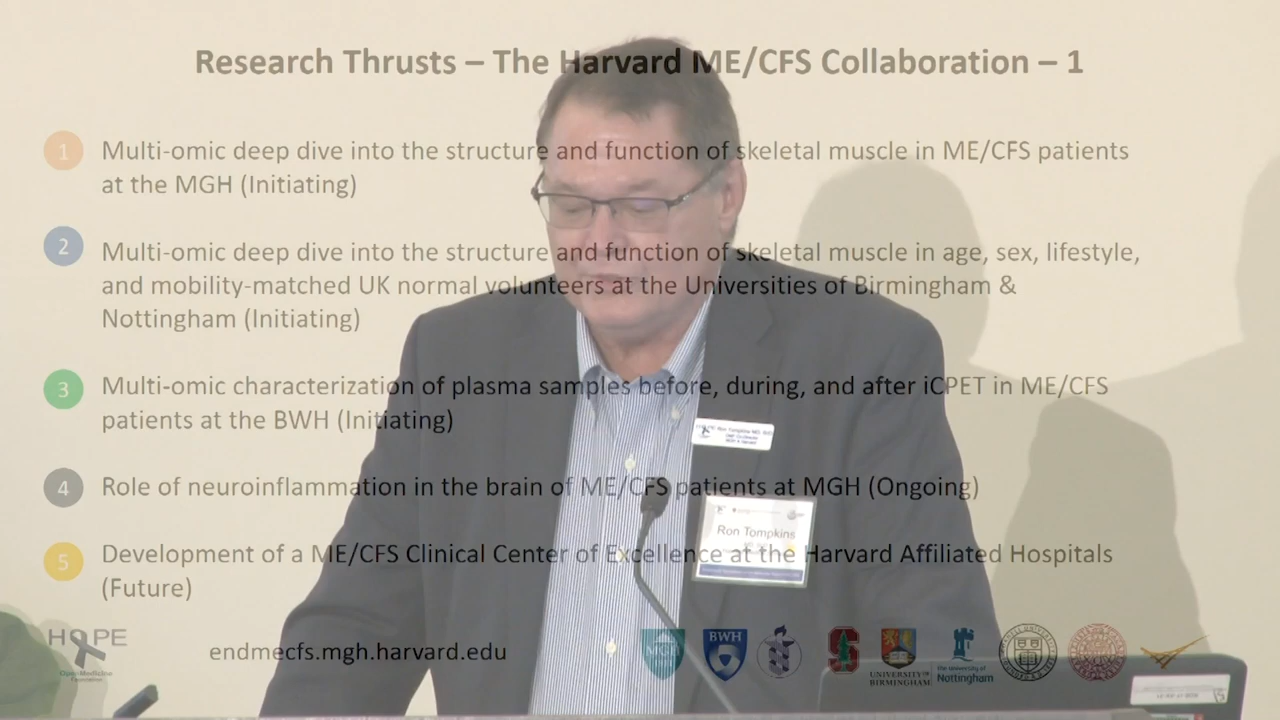 Research Thrusts – The Harvard ME/CFS Collaboration – 1
1
Multi-omic deep dive into the structure and function of skeletal muscle in ME/CFS patients
at the MGH (Initiating)
2
Multi-omic deep dive into the structure and function of skeletal muscle in age, sex, lifestyle,
and mobility-matched UK normal volunteers at the Universities of Birmingham &
Nottingham (Initiating)
3
Multi-omic characterization of plasma samples before, during, and after iCPET in ME/CFS
patients at the BWH (Initiating)
4
Role of neuroinflammation in the brain of ME/CFS patients at MGH (Ongoing)
5
Development of a ME/CFS Clinical Center of Excellence at the Harvard Affiliated Hospitals
(Future)
Ron Tompkins
HOPE
OpenMedicine
Foundation
endmecfs.mgh.harvard.edu
MGH
BWH
UNIVERSITY OF
BIRMINGHAM
The University of
Nottingham